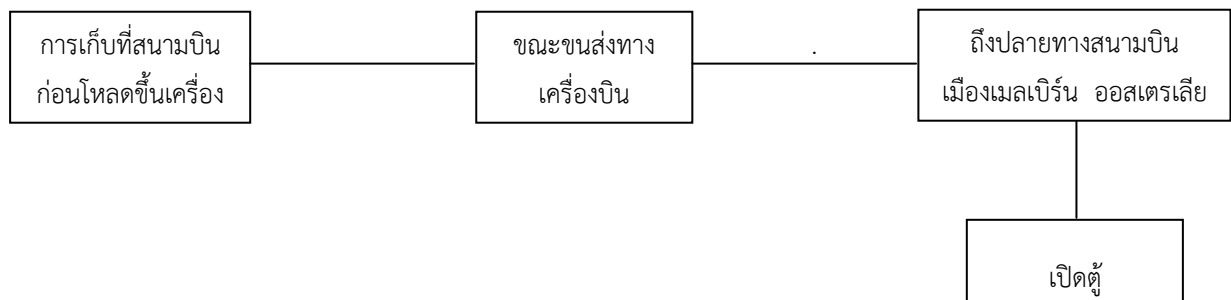 การเก็บที่สนามบิน
ก่อนโหลดขึ้นเครื่อง
ขณะขนส่งทาง
เครื่องบิน
.
ถึงปลายทางสนามบิน
เมืองเมลเบิร์น ออสเตรเลีย
เปิดตู้